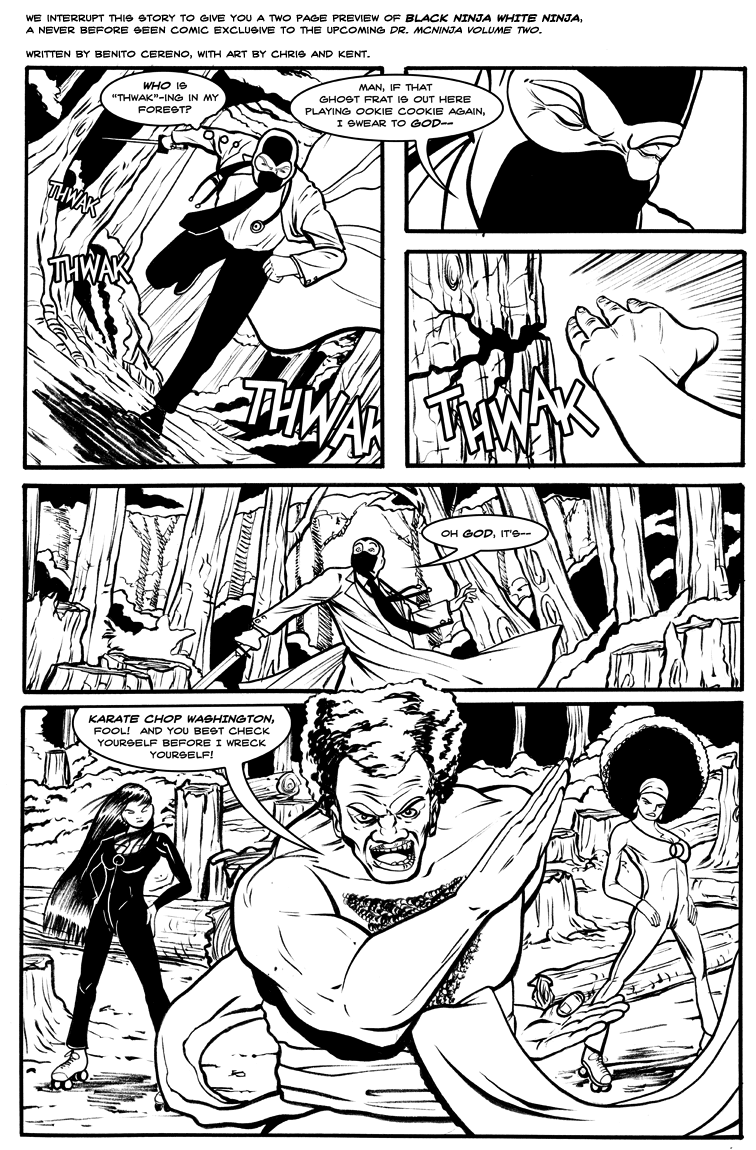 WE INTERRUPT THIS STORY TO GIVE YOU A TWO PAGE PREVIEW OF BLACK NINJA WHITE NINJA,
A NEVER BEFORE SEEN COMIC EXCLUSIVE TO THE UPCOMING DR. MCNINJA VOLUME TWO.
WRITTEN BY BENITO CERENO, WITH ART BY CHRIS AND KENT.
WHO IS
"THWAK"-ING IN MY
FOREST?
MAN, IF THAT
GHOST FRAT IS OUT HERE
PLAYING OOKIE COOKIE AGAIN,
I SWEAR TO GOD--
THWAK
THWAK
THWAK
THWAK
OH GOD, IT'S--
KARATE CHOP WASHINGTON,
FOOL! AND YOU BEST CHECK
YOURSELF BEFORE I WRECK
YOURSELF!